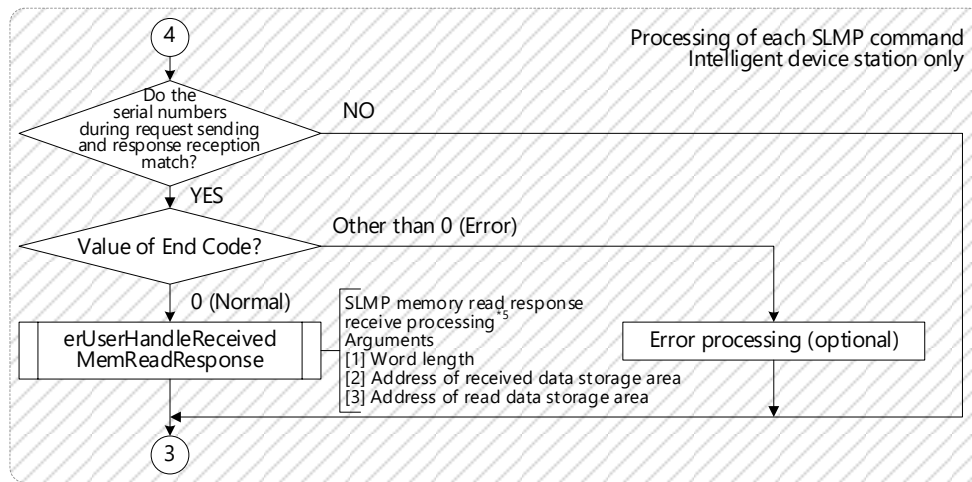 4
Processing of each SLMP command
Intelligent device station only
Do the
serial numbers
during request sending
and response reception
match?
NO
YES
Value of End Code?
Other than 0 (Error)
0 (Normal)
erUserHandleReceived
MemReadResponse
SLMP memory read response
receive processing*5
Arguments
[1] Word length
[2] Address of received data storage area
[3] Address of read data storage area
Error processing (optional)
3